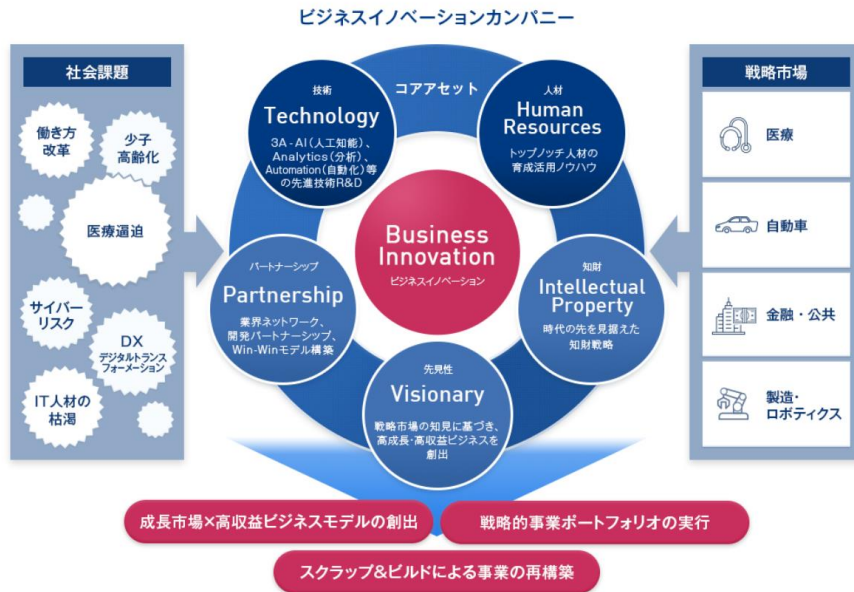 ビジネスイノベーションカンパニー
社会課題
働き方
改革
少子
高齢化
医療逼迫
サイバー
リスク
DX
デジタルトランス
フォーメーション
IT人材の
枯渇
コアアセット
技術
Technology
3A-AI(人工知能)、
Analytics(分析)、
Automation(自動化)等
の先進技術R&D
人材
Human
Resources
トップノッチ人材の
育成活用ノウハウ
Business
Innovation
ビジネスイノベーション
パートナーシップ
Partnership
業界ネットワーク、
開発パートナーシップ、
Win-Winモデル構築
知財
Intellectual
Property
時代の先を見据えた
知財戦略
先見性
Visionary
戦略市場の知見に基づき、
高成長・高収益ビジネスを
創出
戦略市場
医療
自動車
金融・公共
製造・
ロボティクス
成長市場×高収益ビジネスモデルの創出
戦略的事業ポートフォリオの実行
スクラップ&ビルドによる事業の再構築